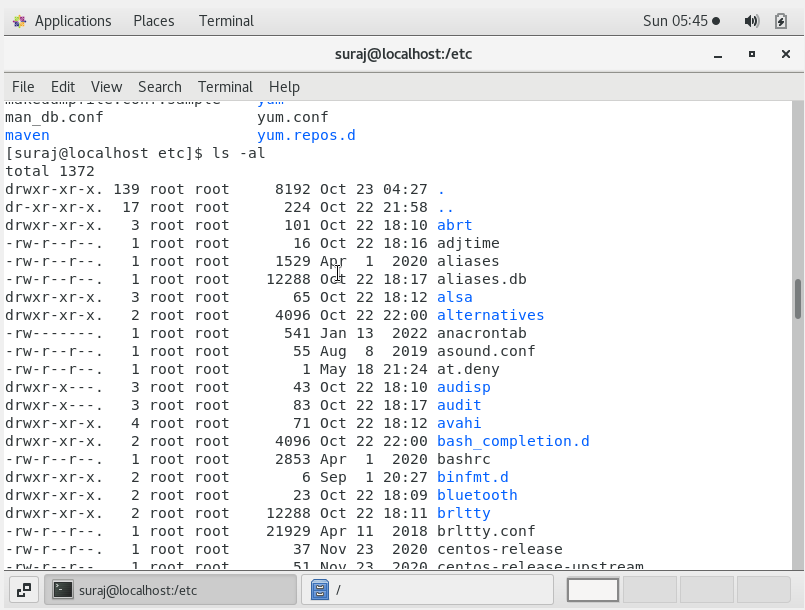 Applications Places Terminal Sun 05:45
suraj@localhost:/etc
File Edit View Search Terminal Help
makedumpfile.conf.sample yum
man_db.conf yum.conf
maven yum.repos.d
[suraj@localhost etc]$ ls -al
total 1372
drwxr-xr-x. 139 root root 8192 Oct 23 04:27 .
dr-xr-xr-x. 17 root root 224 Oct 22 21:58 ..
drwxr-xr-x. 3 root root 101 Oct 22 18:10 abrt
-rw-r--r--. 1 root root 16 Oct 22 18:16 adjtime
-rw-r--r--. 1 root root 1529 Apr 1 2020 aliases
-rw-r--r--. 1 root root 12288 Oct 22 18:17 aliases.db
drwxr-xr-x. 3 root root 65 Oct 22 18:12 alsa
drwxr-xr-x. 2 root root 4096 Oct 22 22:00 alternatives
-rw-------. 1 root root 541 Jan 13 2022 anacrontab
-rw-r--r--. 1 root root 55 Aug 8 2019 asound.conf
-rw-r--r--. 1 root root 1 May 18 21:24 at.deny
drwxr-x---. 3 root root 43 Oct 22 18:10 audisp
drwxr-x---. 3 root root 83 Oct 22 18:17 audit
drwxr-xr-x. 4 root root 71 Oct 22 18:12 avahi
drwxr-xr-x. 2 root root 4096 Oct 22 22:00 bash_completion.d
-rw-r--r--. 1 root root 2853 Apr 1 2020 bashrc
drwxr-xr-x. 2 root root 6 Sep 1 20:27 binfmt.d
drwxr-xr-x. 2 root root 23 Oct 22 18:09 bluetooth
drwxr-xr-x. 2 root root 12288 Oct 22 18:11 brltty
-rw-r--r--. 1 root root 21929 Apr 11 2018 brltty.conf
-rw-r--r--. 1 root root 37 Nov 23 2020 centos-release
-rw-r--r--. 1 root root 51 Nov 23 2020 centos-release-upstream
suraj@localhost:/etc /